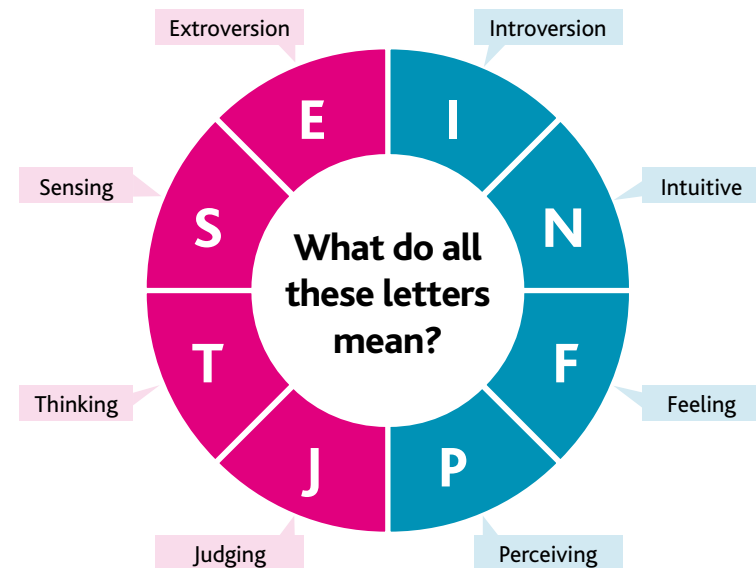 Extroversion
Introversion
E
I
Sensing
Intuitive
S
N
What do all
these letters
mean?
T
F
Thinking
Feeling
J
P
Judging
Perceiving